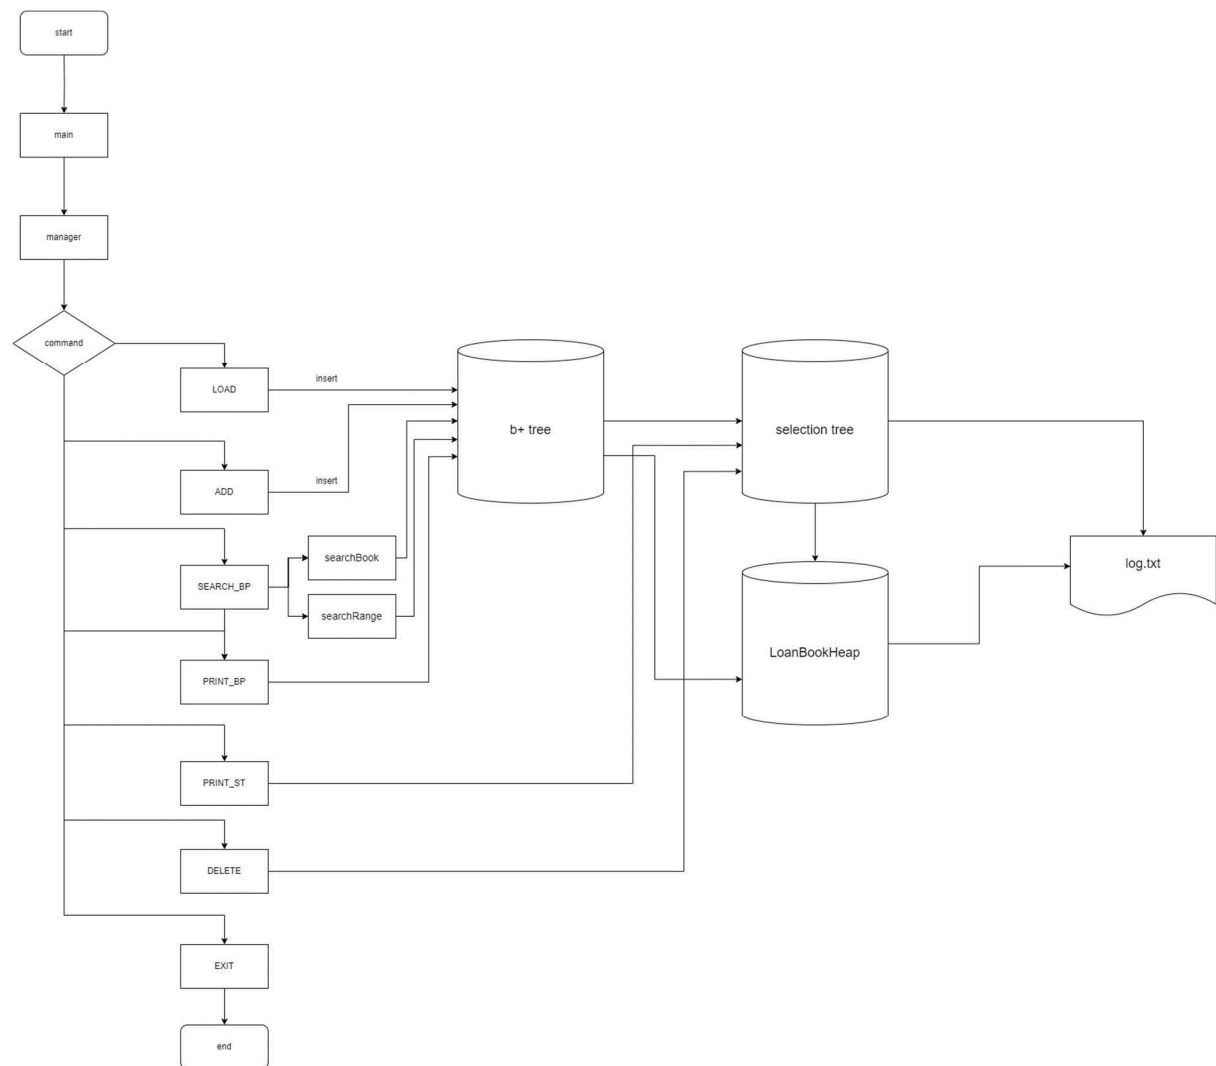 start
main
manager
command
LOAD
insert
b+ tree
selection tree
ADD
insert
searchBook
SEARCH_BP
log.txt
searchRange
LoanBookHeap
PRINT_BP
PRINT_ST
DELETE
EXIT
end